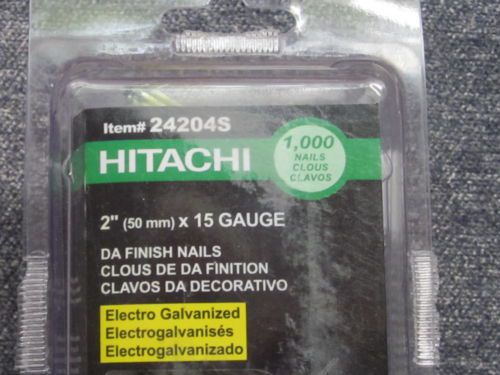 Item# 24204S
HITACHI
1,000
NAILS
CLOUS
CLAVOS
2" (50 mm) x 15 GAUGE
DA FINISH NAILS
CLOUS DE DA FÌNITION
CLAVOS DA DECORATIVO
Electro Galvanized
Electrogalvanisés
Electrogalvanizado